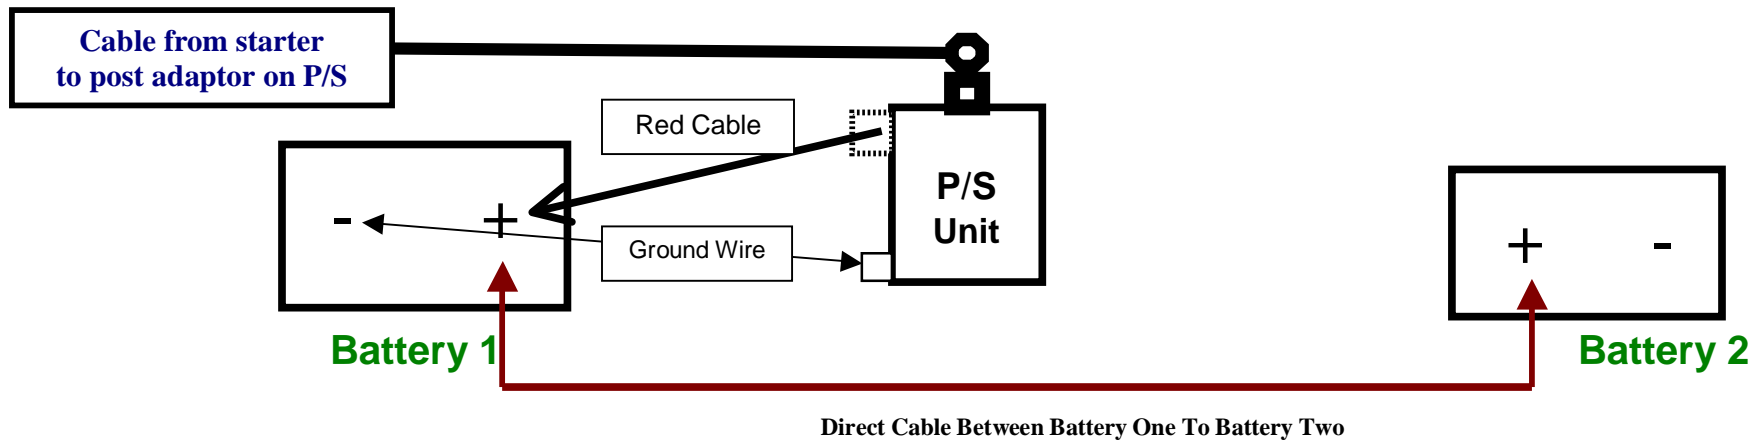 Cable from starter
to post adaptor on P/S
Red Cable
P/S
Unit
- +
Ground Wire
+ -
Battery 1
Battery 2
Direct Cable Between Battery One To Battery Two